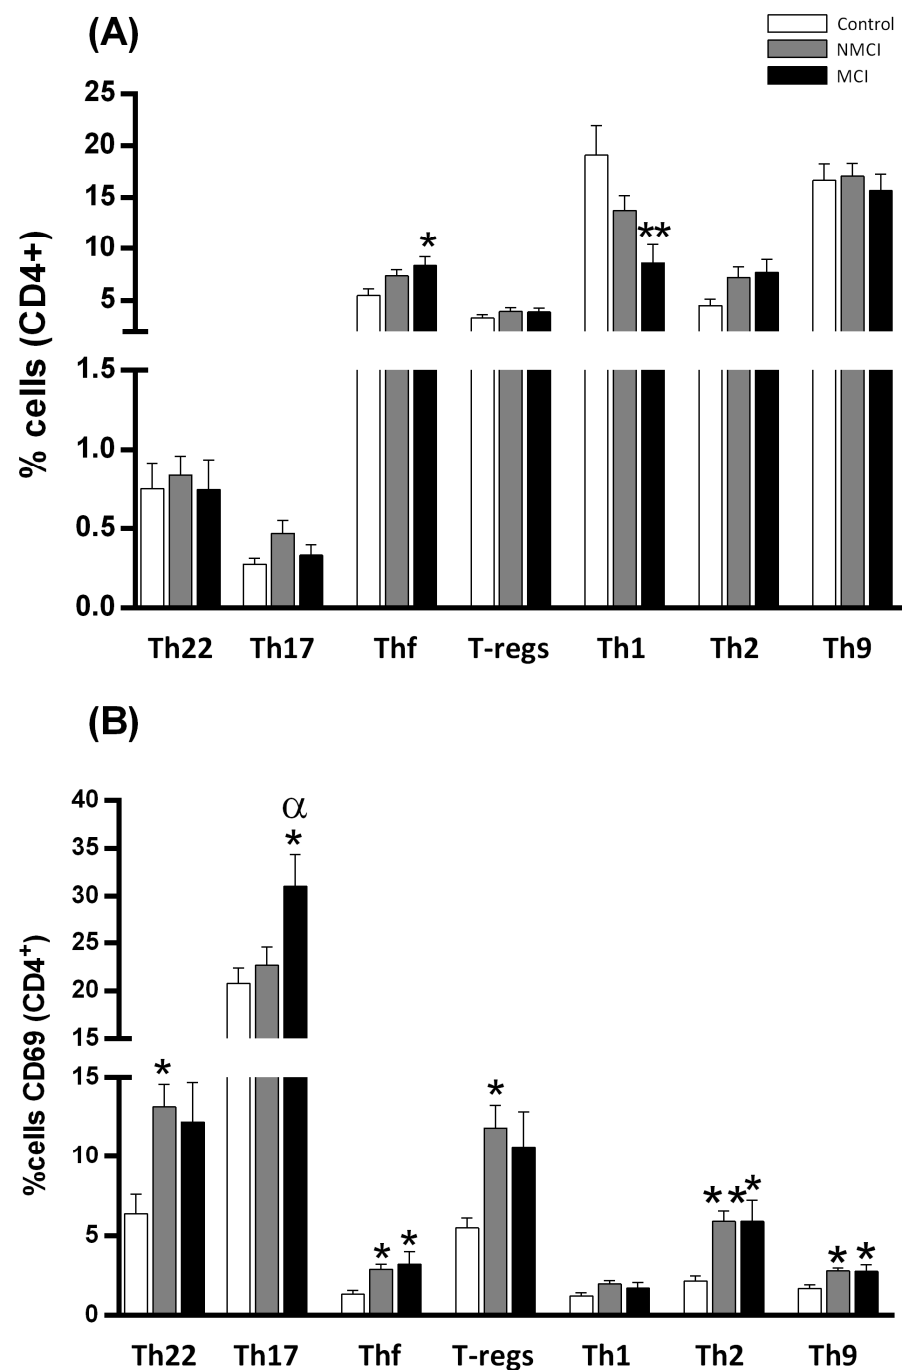 (A)
Control
NMCI
MCI
% cells (CD4+)
25
20
15
10
5
1.5
1.0
0.5
0.0
*
**
Th22 Th17 Thf T-regs Th1 Th2 Th9
(B)
%cells CD69 (CD4+)
40
35
30
25
20
15
15
10
5
0
α
*
*
* *
*
** *
* *
Th22 Th17 Thf T-regs Th1 Th2 Th9